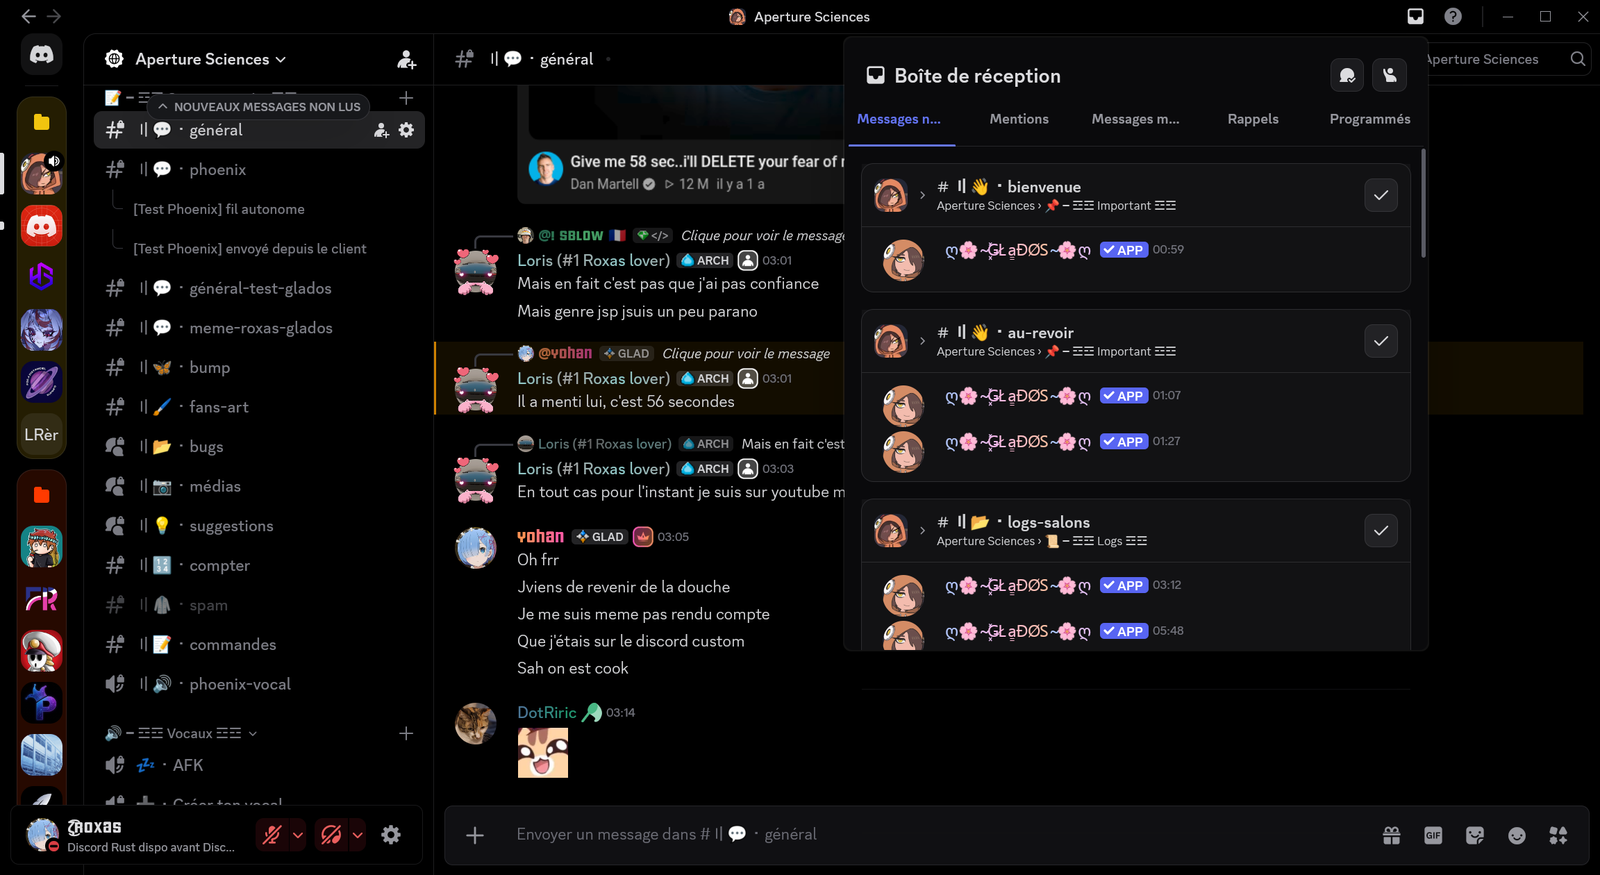 Aperture Sciences
Aperture Sciences
NOUVEAUX MESSAGES NON LUS
général
phoenix
[Test Phoenix] fil autonome
[Test Phoenix] envoyé depuis le client
général-test-glados
meme-roxas-glados
bump
fans-art
bugs
médias
suggestions
compter
spam
commandes
phoenix-vocal
Vocaux
AFK
Créer ton vocal
LRèr
Roxas
Discord Rust dispo avant Disc...
général
Give me 58 sec..i'll DELETE your fear of
Dan Martell 12 M il y a 1 a
@! SBLOW </> Clique pour voir le message
Loris (#1 Roxas lover) ARCH 03:01
Mais en fait c'est pas que j'ai pas confiance
Mais genre jsp jsuis un peu parano
@yohan GLAD Clique pour voir le message
Loris (#1 Roxas lover) ARCH 03:01
Il a menti lui, c'est 56 secondes
Loris (#1 Roxas lover) ARCH Mais en fait c'est
Loris (#1 Roxas lover) ARCH 03:03
En tout cas pour l'instant je suis sur youtube m
yohan GLAD 03:05
Oh frr
Jviens de revenir de la douche
Je me suis meme pas rendu compte
Que j'étais sur le discord custom
Sah on est cook
DotRiric 03:14
Envoyer un message dans # 〢💬・général
GIF
Aperture Sciences
Boîte de réception
Messages n... Mentions Messages m... Rappels Programmés
# 〢👋・bienvenue
Aperture Sciences › 📌 – ☲☲ Important ☲☲
ღ🌸~GŁaĐØS~🌸ღ APP 00:59
# 〢👋・au-revoir
Aperture Sciences › 📌 – ☲☲ Important ☲☲
ღ🌸~GŁaĐØS~🌸ღ APP 01:07
ღ🌸~GŁaĐØS~🌸ღ APP 01:27
# 〢📂・logs-salons
Aperture Sciences › 📜 – ☲☲ Logs ☲☲
ღ🌸~GŁaĐØS~🌸ღ APP 03:12
ღ🌸~GŁaĐØS~🌸ღ APP 05:48